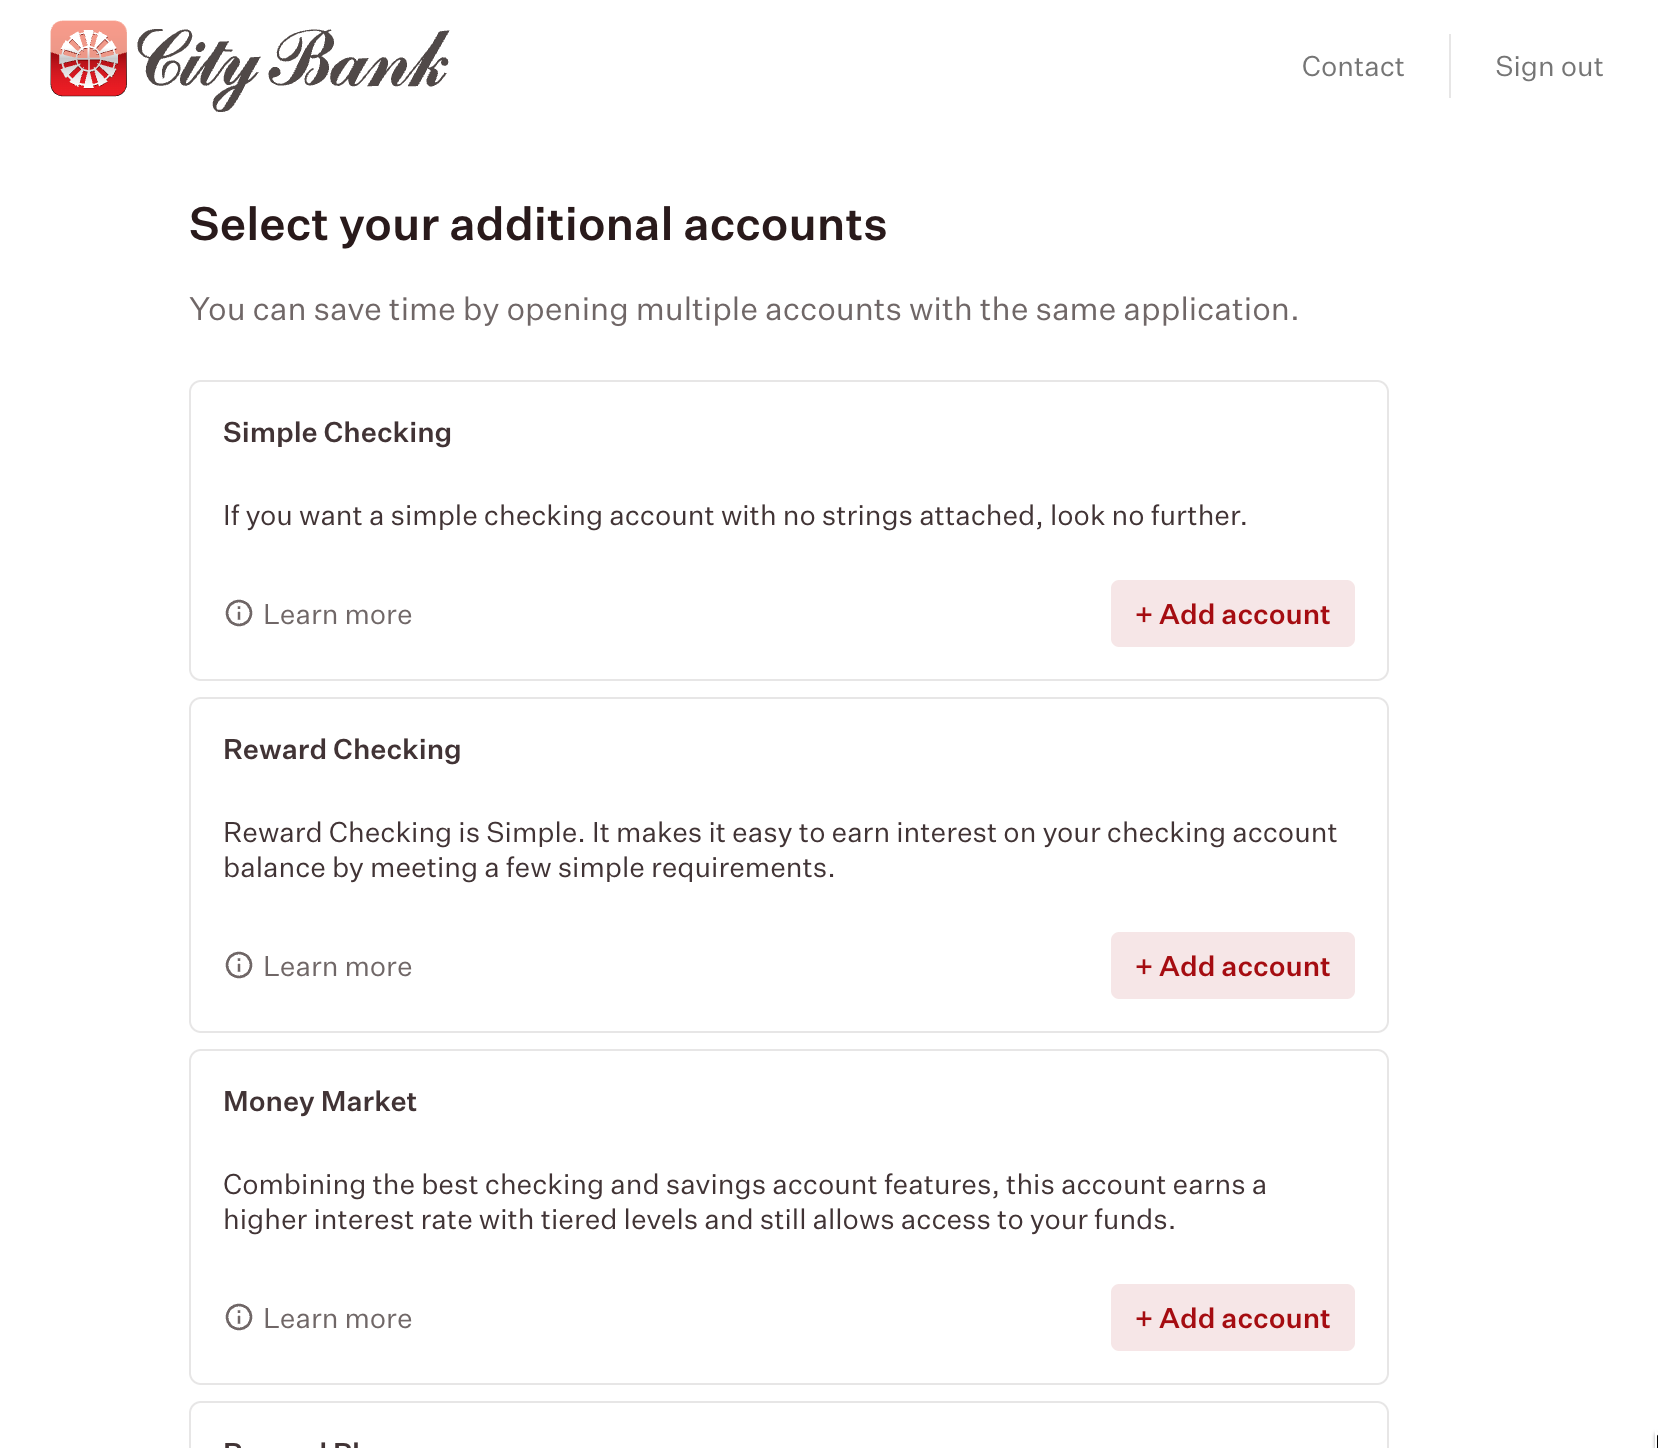 City Bank
Contact
Sign out
Select your additional accounts
You can save time by opening multiple accounts with the same application.
Simple Checking
If you want a simple checking account with no strings attached, look no further.
Learn more
+ Add account
Reward Checking
Reward Checking is Simple. It makes it easy to earn interest on your checking account
balance by meeting a few simple requirements.
Learn more
+ Add account
Money Market
Combining the best checking and savings account features, this account earns a
higher interest rate with tiered levels and still allows access to your funds.
Learn more
+ Add account